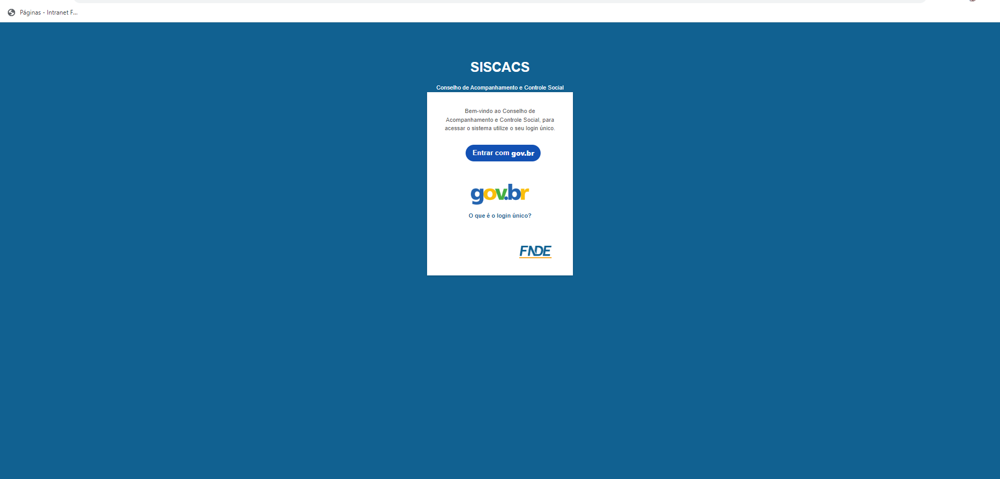 Páginas - Intranet F...
SISCACS
Conselho de Acompanhamento e Controle Social
Bem-vindo ao Conselho de
Acompanhamento e Controle Social, para
acessar o sistema utilize o seu login único.
Entrar com gov.br
gov.br
O que é o login único?
FNDE